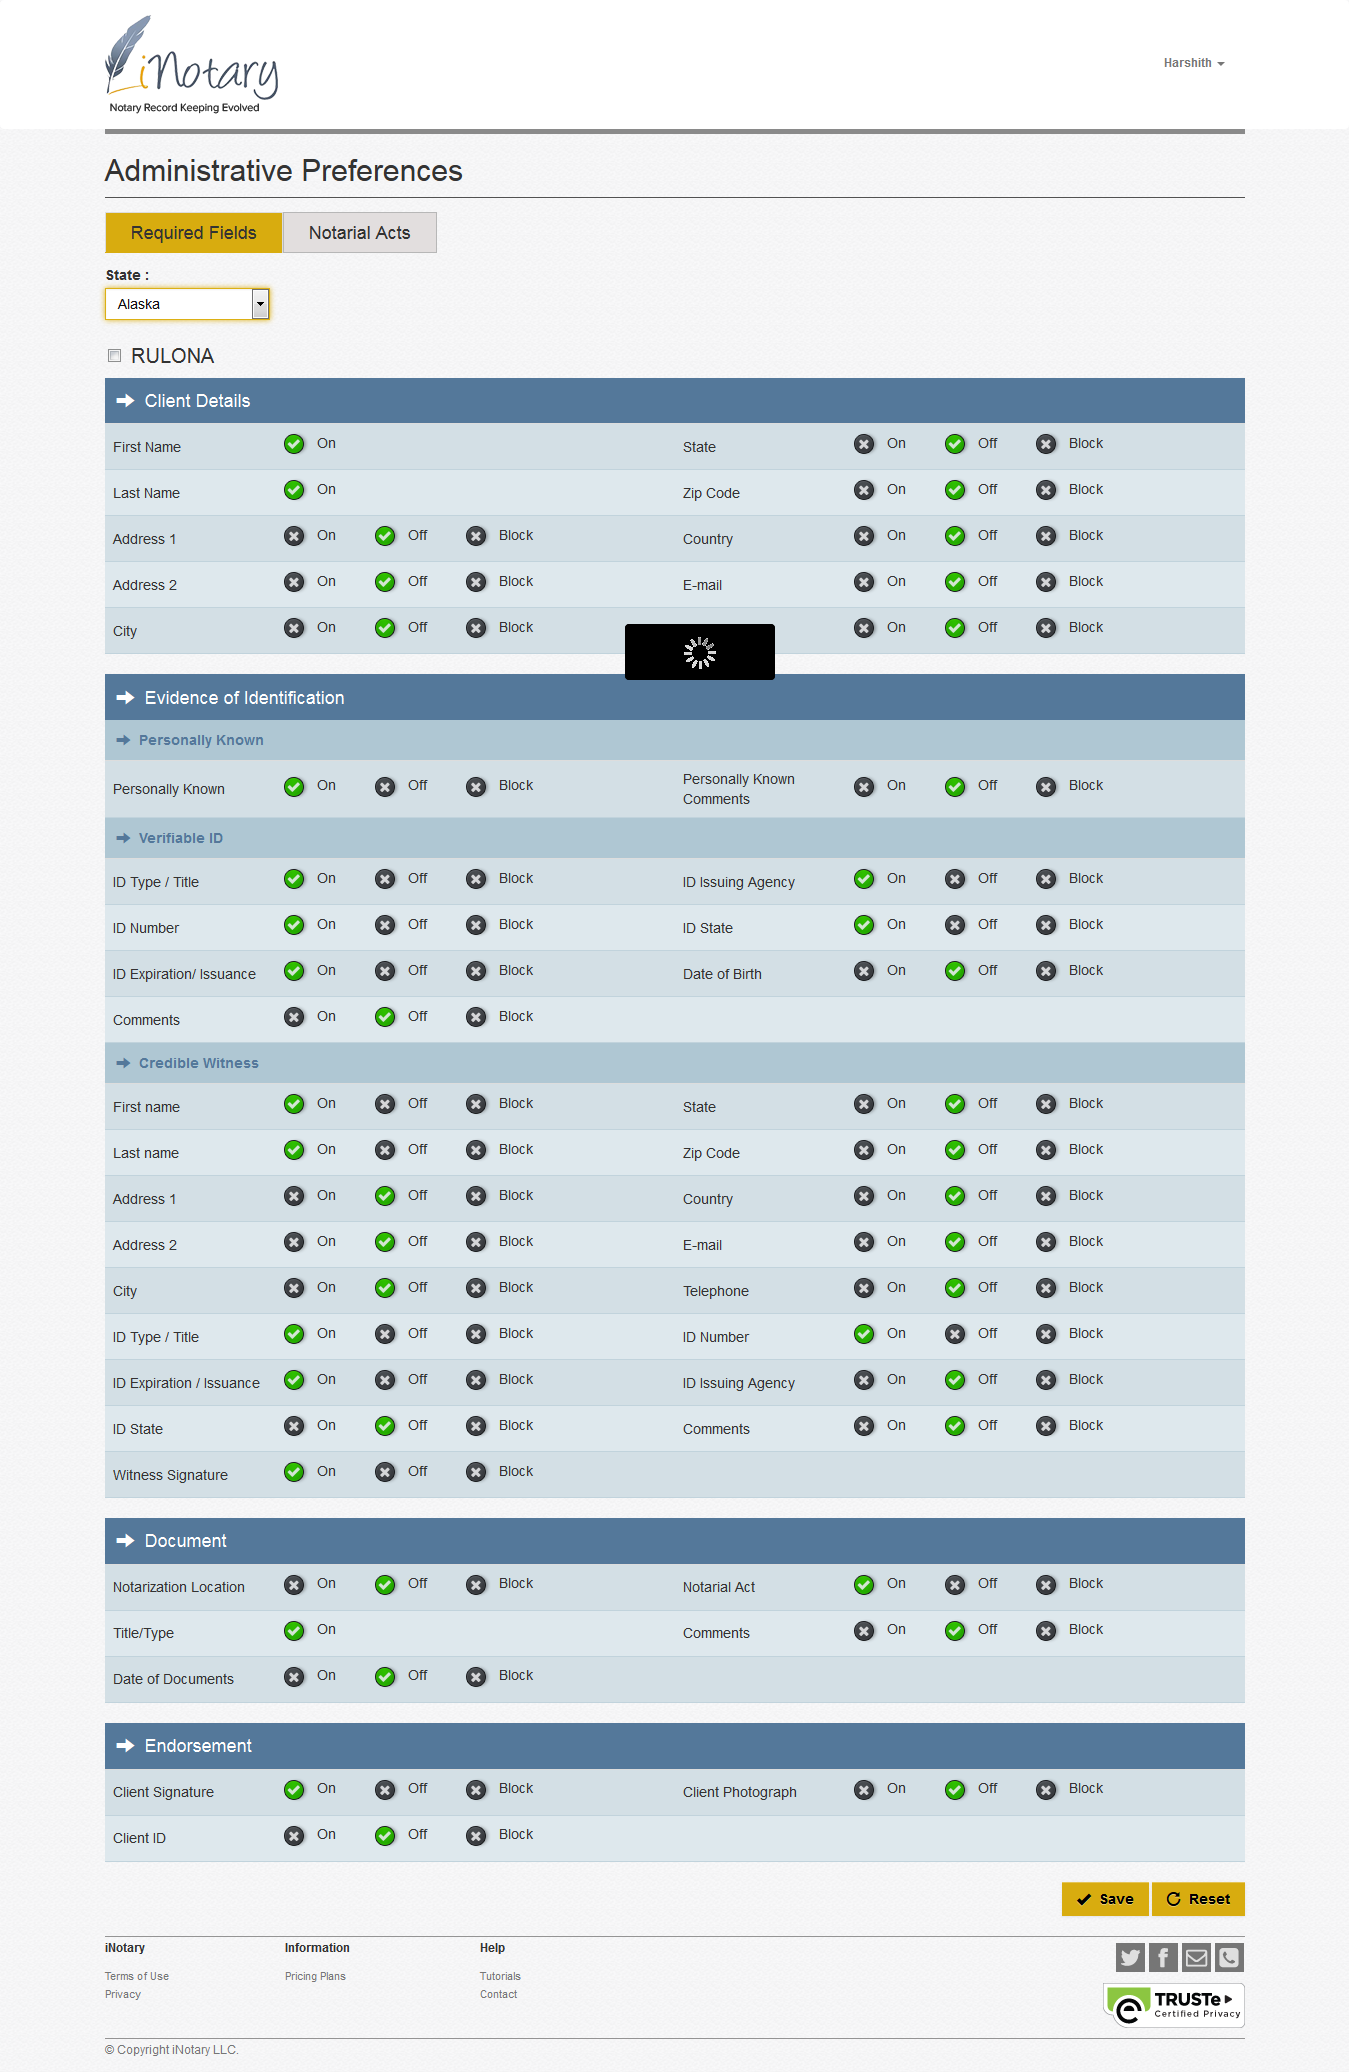 iNotary
Notary Record Keeping Evolved
Harshith
Administrative Preferences
Required Fields Notarial Acts
State :
Alaska
RULONA
Client Details
First Name On State On Off Block
Last Name On Zip Code On Off Block
Address 1 On Off Block Country On Off Block
Address 2 On Off Block E-mail On Off Block
City On Off Block On Off Block
Evidence of Identification
Personally Known
Personally Known On Off Block Personally Known Comments On Off Block
Verifiable ID
ID Type / Title On Off Block ID Issuing Agency On Off Block
ID Number On Off Block ID State On Off Block
ID Expiration/ Issuance On Off Block Date of Birth On Off Block
Comments On Off Block
Credible Witness
First name On Off Block State On Off Block
Last name On Off Block Zip Code On Off Block
Address 1 On Off Block Country On Off Block
Address 2 On Off Block E-mail On Off Block
City On Off Block Telephone On Off Block
ID Type / Title On Off Block ID Number On Off Block
ID Expiration / Issuance On Off Block ID Issuing Agency On Off Block
ID State On Off Block Comments On Off Block
Witness Signature On Off Block
Document
Notarization Location On Off Block Notarial Act On Off Block
Title/Type On Comments On Off Block
Date of Documents On Off Block
Endorsement
Client Signature On Off Block Client Photograph On Off Block
Client ID On Off Block
Save Reset
iNotary Information Help
Terms of Use Pricing Plans Tutorials
Privacy Contact
TRUSTe
Certified Privacy
© Copyright iNotary LLC.